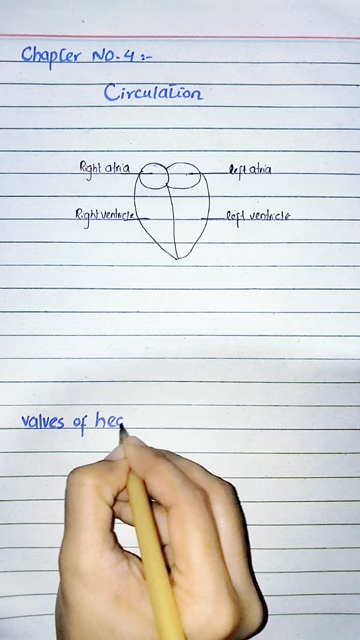 Chapter No. 4 :-
Circulation
Right atria left atria
Right ventricle left ventricle
valves of hea